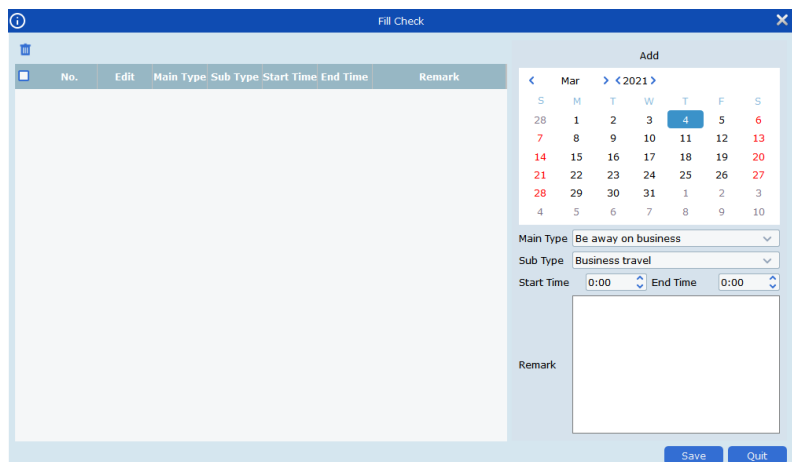 Fill Check
Add
No. Edit Main Type Sub Type Start Time End Time Remark
Mar 2021
S M T W T F S
28 1 2 3 4 5 6
7 8 9 10 11 12 13
14 15 16 17 18 19 20
21 22 23 24 25 26 27
28 29 30 31 1 2 3
4 5 6 7 8 9 10
Main Type Be away on business
Sub Type Business travel
Start Time 0:00 End Time 0:00
Remark
Save Quit